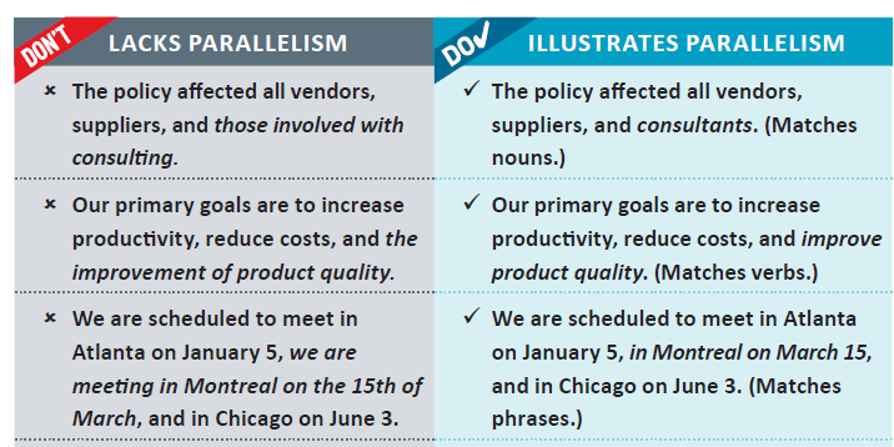 DON'T
LACKS PARALLELISM
× The policy affected all vendors,
suppliers, and those involved with
consulting.
× Our primary goals are to increase
productivity, reduce costs, and the
improvement of product quality.
× We are scheduled to meet in
Atlanta on January 5, we are
meeting in Montreal on the 15th of
March, and in Chicago on June 3.
DO✓
ILLUSTRATES PARALLELISM
✓ The policy affected all vendors,
suppliers, and consultants. (Matches
nouns.)
✓ Our primary goals are to increase
productivity, reduce costs, and improve
product quality. (Matches verbs.)
✓ We are scheduled to meet in Atlanta
on January 5, in Montreal on March 15,
and in Chicago on June 3. (Matches
phrases.)